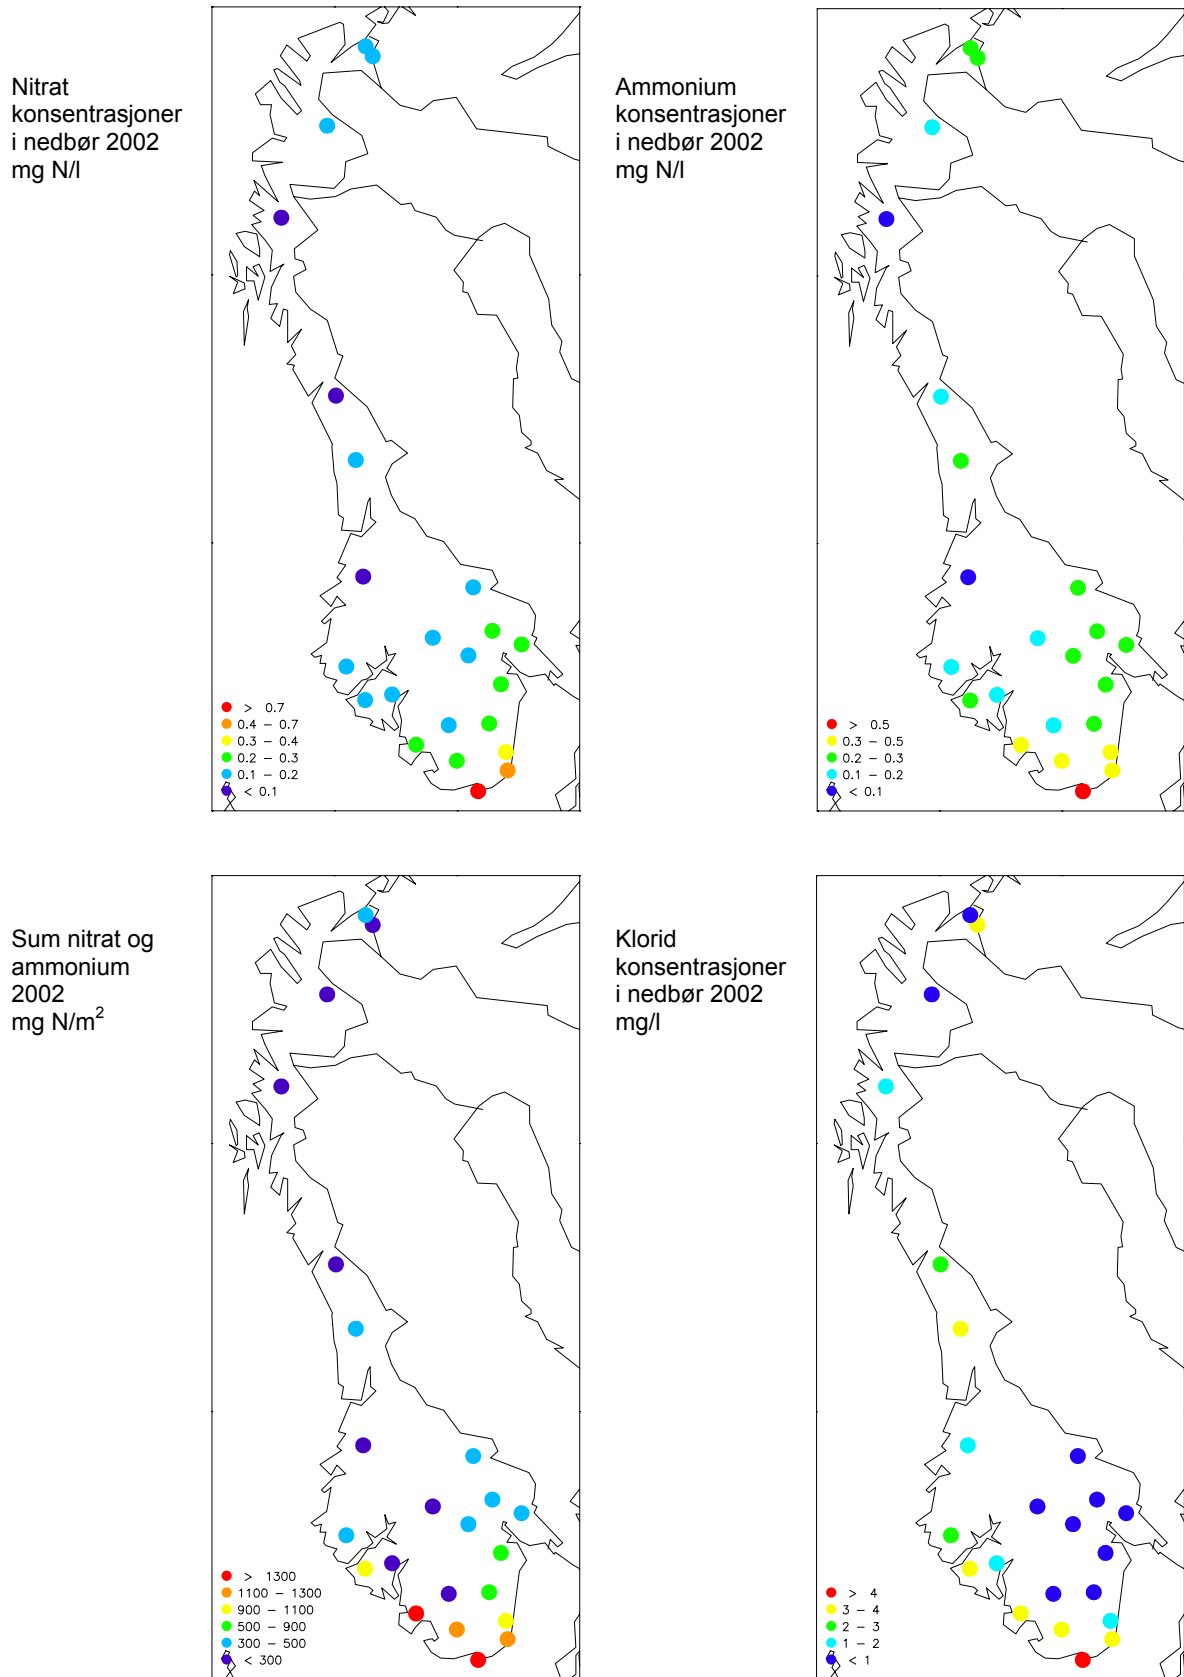 Nitrat
konsentrasjoner
i nedbør 2002
mg N/l
> 0.7
0.4 – 0.7
0.3 – 0.4
0.2 – 0.3
0.1 – 0.2
< 0.1
Ammonium
konsentrasjoner
i nedbør 2002
mg N/l
> 0.5
0.3 – 0.5
0.2 – 0.3
0.1 – 0.2
< 0.1
Sum nitrat og
ammonium
2002
mg N/m²
> 1300
1100 – 1300
900 – 1100
500 – 900
300 – 500
< 300
Klorid
konsentrasjoner
i nedbør 2002
mg/l
> 4
3 – 4
2 – 3
1 – 2
< 1